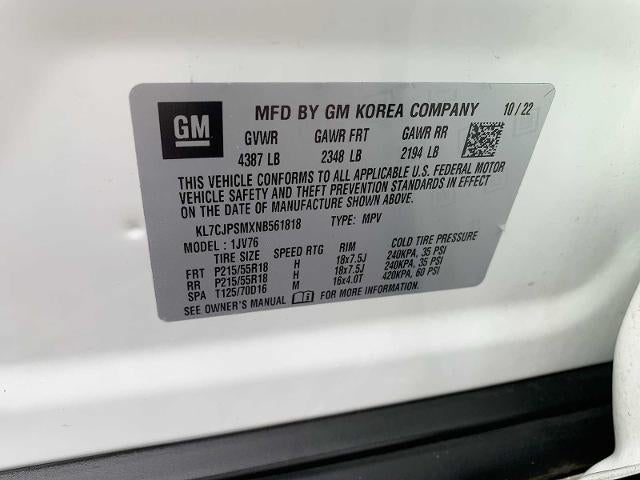 GM
MFD BY GM KOREA COMPANY 10/22
GVWR GAWR FRT GAWR RR
4387 LB 2348 LB 2194 LB
THIS VEHICLE CONFORMS TO ALL APPLICABLE U.S. FEDERAL MOTOR
VEHICLE SAFETY AND THEFT PREVENTION STANDARDS IN EFFECT
ON THE DATE OF MANUFACTURE SHOWN ABOVE.
KL7CJPSMXNB561818 TYPE: MPV
MODEL: 1JV76
TIRE SIZE SPEED RTG RIM COLD TIRE PRESSURE
FRT P215/55R18 H 18x7.5J 240KPA, 35 PSI
RR P215/55R18 H 18x7.5J 240KPA, 35 PSI
SPA T125/70D16 M 16x4.0T 420KPA, 60 PSI
SEE OWNER'S MANUAL FOR MORE INFORMATION.